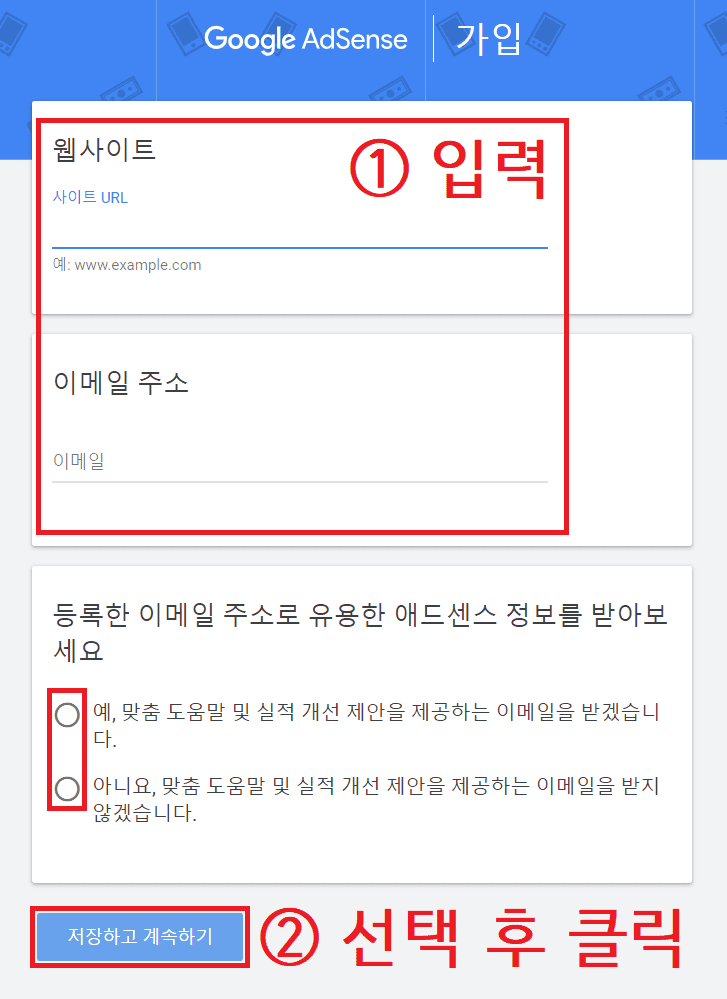 Google AdSense 가입
웹사이트
① 입력
사이트 URL
예: www.example.com
이메일 주소
이메일
등록한 이메일 주소로 유용한 애드센스 정보를 받아보
세요
예, 맞춤 도움말 및 실적 개선 제안을 제공하는 이메일을 받겠습니
다.
아니요, 맞춤 도움말 및 실적 개선 제안을 제공하는 이메일을 받지
않겠습니다.
저장하고 계속하기
② 선택 후 클릭